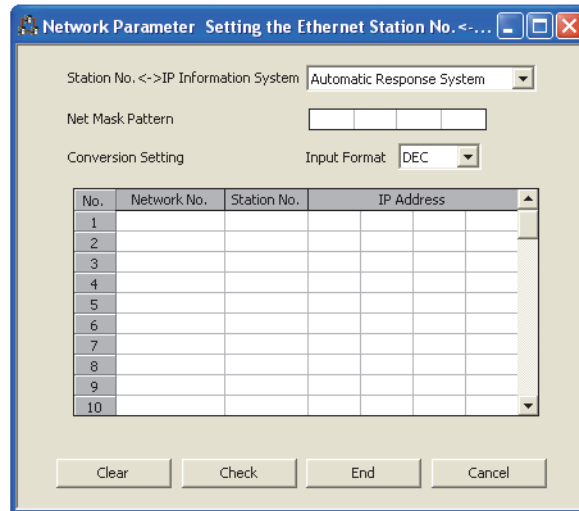 Network Parameter Setting the Ethernet Station No. <-...
Station No.<->IP Information System Automatic Response System
Net Mask Pattern
Conversion Setting Input Format DEC
No. Network No. Station No. IP Address
1
2
3
4
5
6
7
8
9
10
Clear Check End Cancel